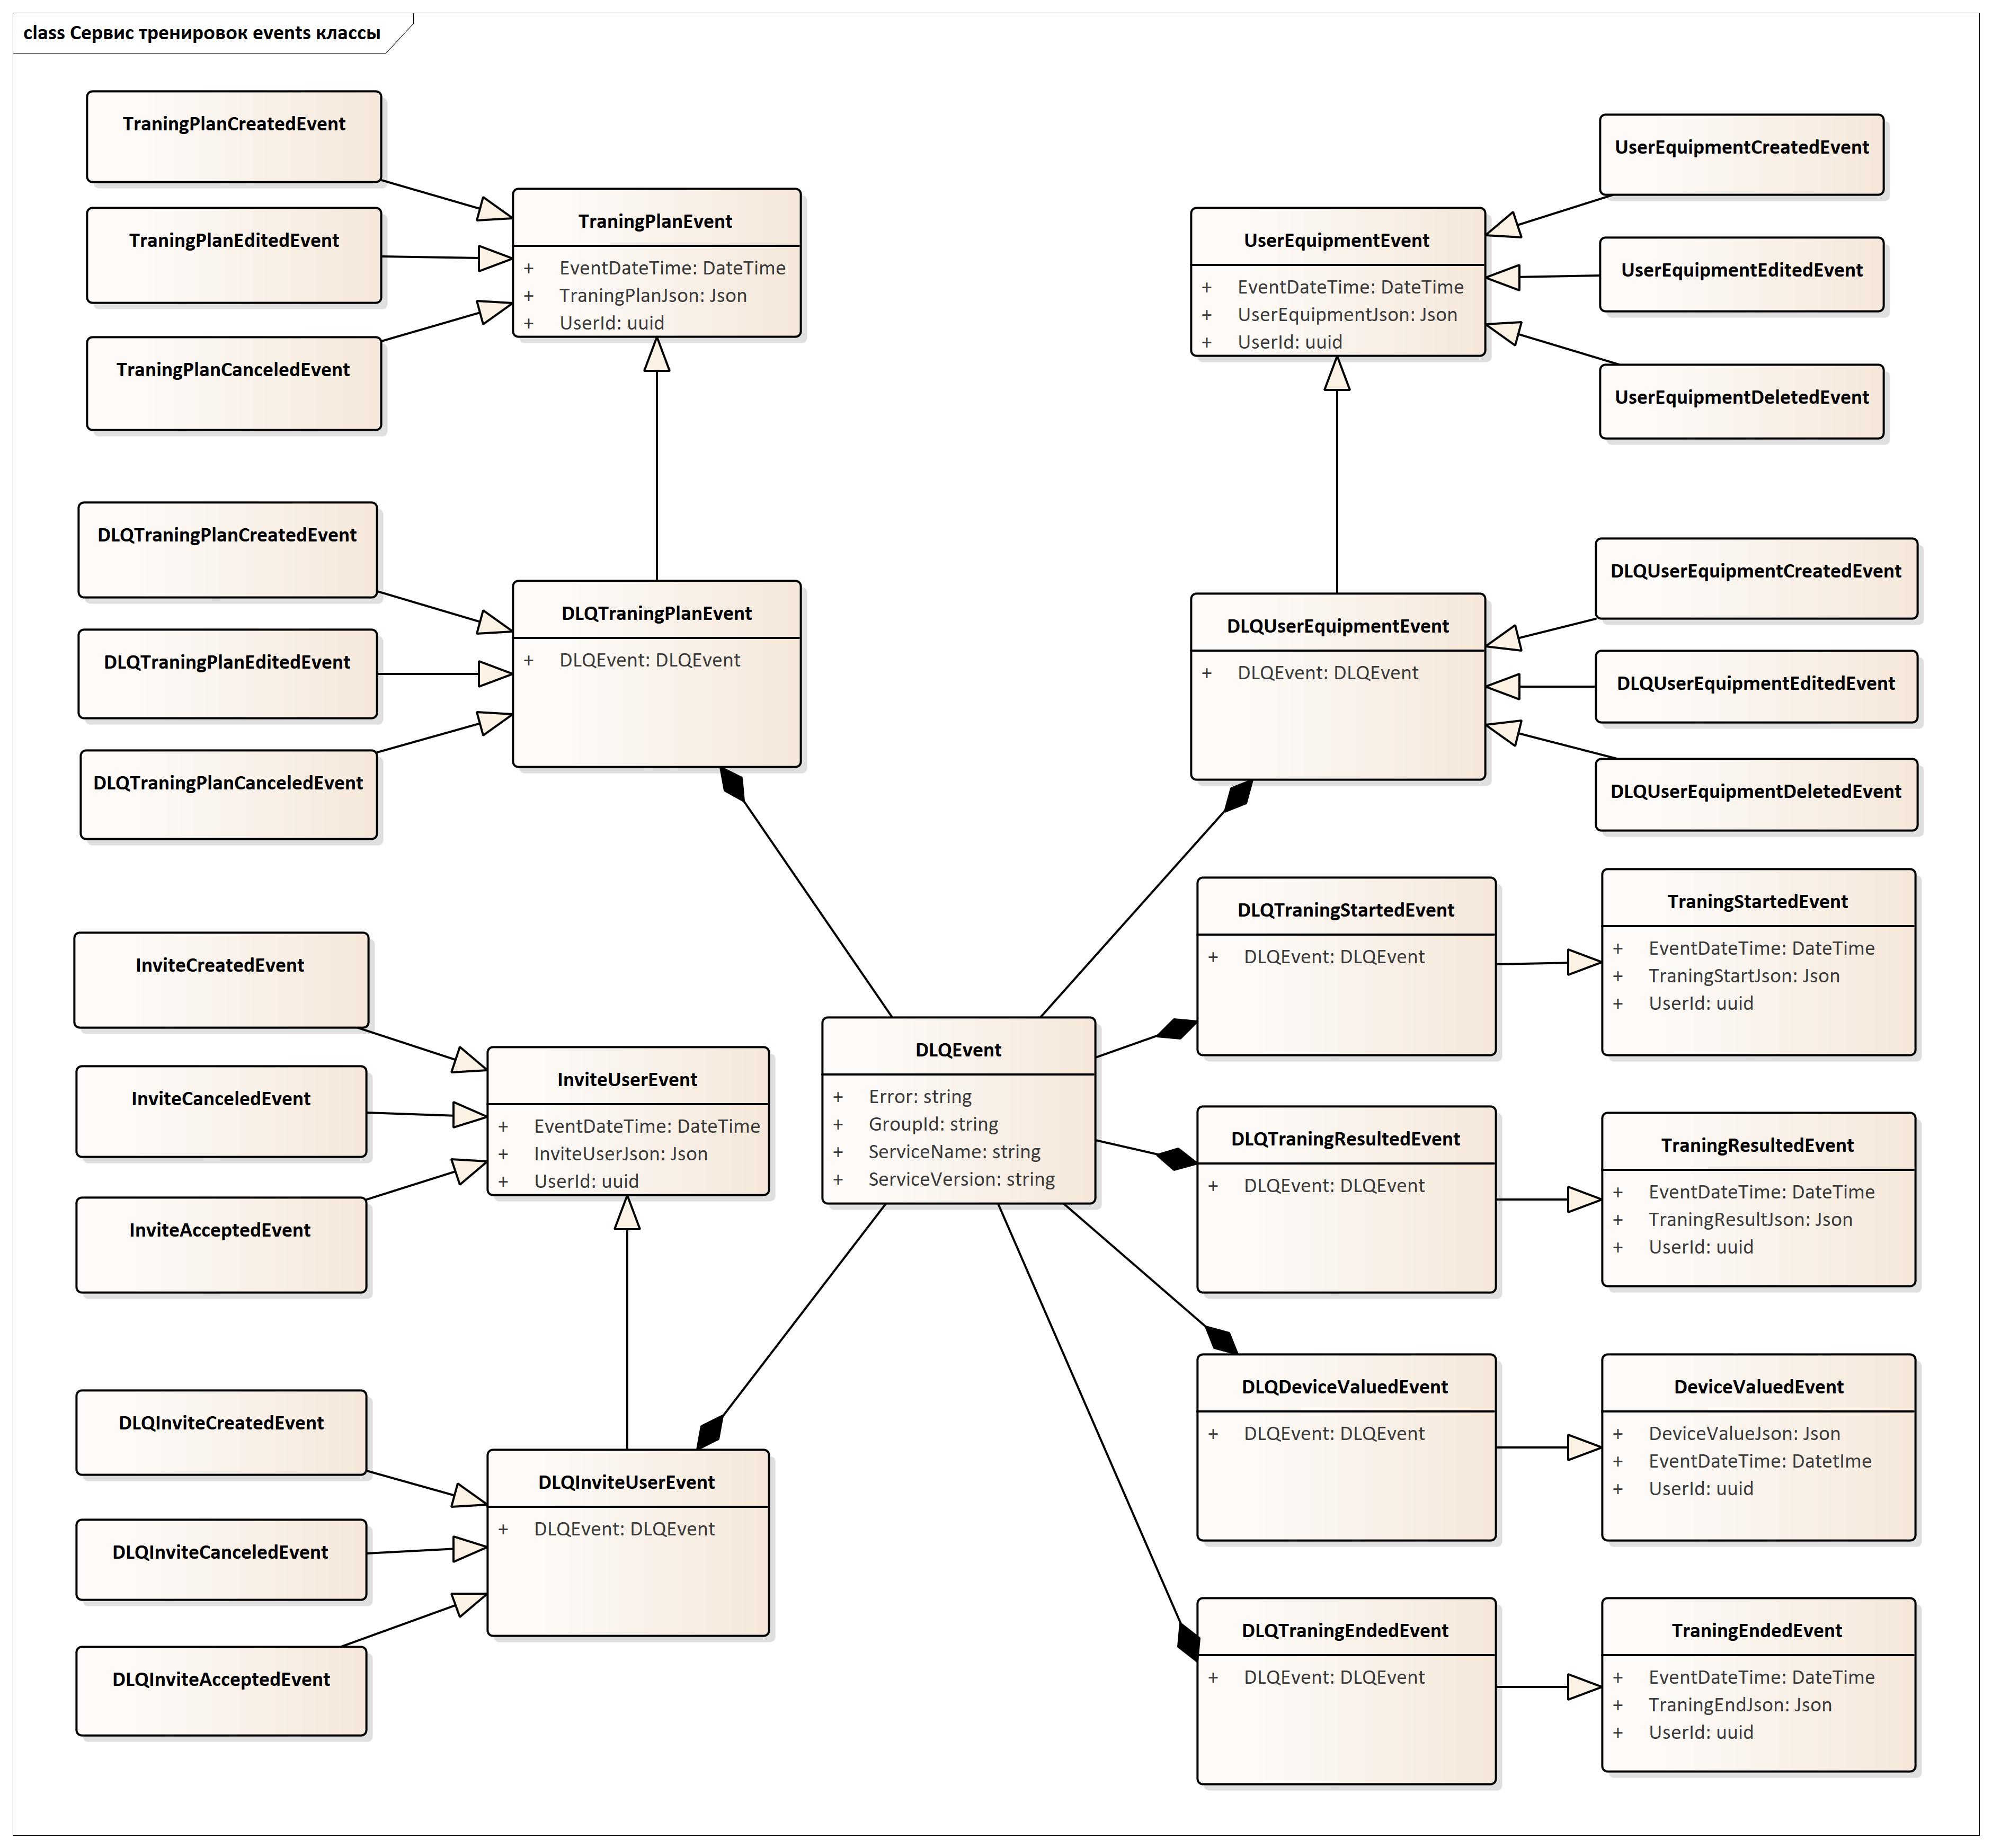 class Сервис тренировок events классы
TraningPlanCreatedEvent
TraningPlanEditedEvent
TraningPlanCanceledEvent
TraningPlanEvent
+ EventDateTime: DateTime
+ TraningPlanJson: Json
+ UserId: uuid
UserEquipmentEvent
+ EventDateTime: DateTime
+ UserEquipmentJson: Json
+ UserId: uuid
UserEquipmentCreatedEvent
UserEquipmentEditedEvent
UserEquipmentDeletedEvent
DLQTraningPlanCreatedEvent
DLQTraningPlanEditedEvent
DLQTraningPlanCanceledEvent
DLQTraningPlanEvent
+ DLQEvent: DLQEvent
DLQUserEquipmentEvent
+ DLQEvent: DLQEvent
DLQUserEquipmentCreatedEvent
DLQUserEquipmentEditedEvent
DLQUserEquipmentDeletedEvent
InviteCreatedEvent
InviteCanceledEvent
InviteAcceptedEvent
InviteUserEvent
+ EventDateTime: DateTime
+ InviteUserJson: Json
+ UserId: uuid
DLQEvent
+ Error: string
+ GroupId: string
+ ServiceName: string
+ ServiceVersion: string
DLQTraningStartedEvent
+ DLQEvent: DLQEvent
TraningStartedEvent
+ EventDateTime: DateTime
+ TraningStartJson: Json
+ UserId: uuid
DLQTraningResultedEvent
+ DLQEvent: DLQEvent
TraningResultedEvent
+ EventDateTime: DateTime
+ TraningResultJson: Json
+ UserId: uuid
DLQInviteCreatedEvent
DLQInviteCanceledEvent
DLQInviteAcceptedEvent
DLQInviteUserEvent
+ DLQEvent: DLQEvent
DLQDeviceValuedEvent
+ DLQEvent: DLQEvent
DeviceValuedEvent
+ DeviceValueJson: Json
+ EventDateTime: DatetIme
+ UserId: uuid
DLQTraningEndedEvent
+ DLQEvent: DLQEvent
TraningEndedEvent
+ EventDateTime: DateTime
+ TraningEndJson: Json
+ UserId: uuid